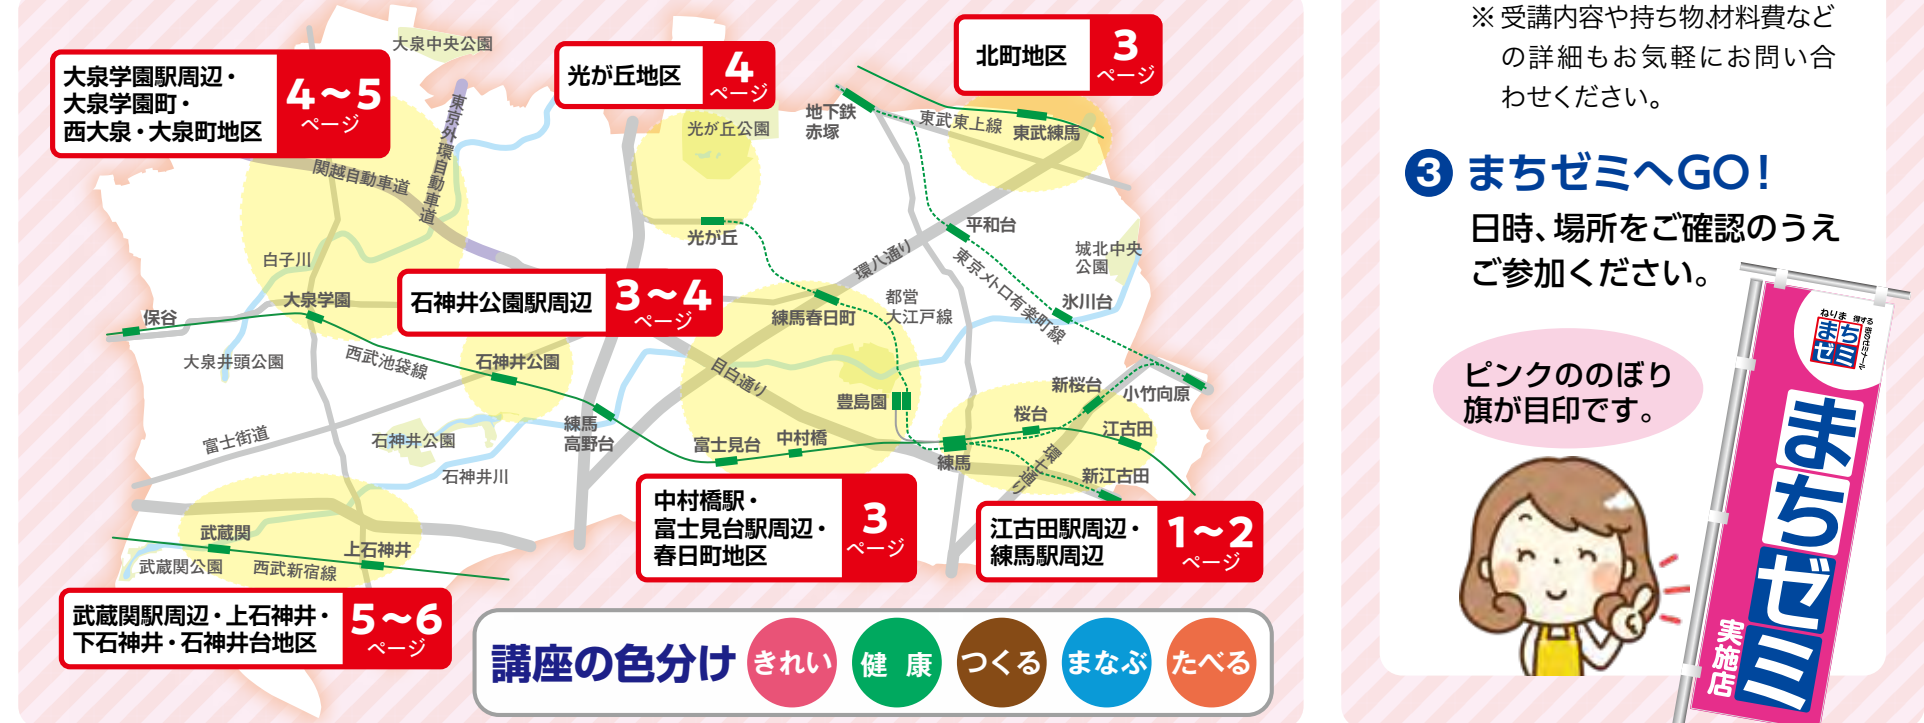 大泉学園駅周辺・
大泉学園町・
西大泉・大泉町地区
4～5
ページ
大泉中央公園
光が丘地区
4
ページ
北町地区
3
ページ
東京外環自動車道
関越自動車道
光が丘公園
地下鉄
赤塚
東武東上線
東武練馬
光が丘
平和台
城北中央
公園
環八通り
東京メトロ有楽町線
白子川
大泉学園
石神井公園駅周辺
3～4
ページ
保谷
練馬春日町
都営
大江戸線
氷川台
大泉井頭公園
西武池袋線
石神井公園
目白通り
豊島園
新桜台
小竹向原
桜台
江古田
富士街道
石神井公園
練馬
高野台
富士見台
中村橋
練馬
環七通り
新江古田
石神井川
中村橋駅・
富士見台駅周辺・
春日町地区
3
ページ
江古田駅周辺・
練馬駅周辺
1～2
ページ
武蔵関
上石神井
武蔵関公園
西武新宿線
武蔵関駅周辺・上石神井・
下石神井・石神井台地区
5～6
ページ
講座の色分け
きれい
健康
つくる
まなぶ
たべる
※受講内容や持ち物、材料費など
の詳細もお気軽にお問い合
わせください。
3 まちゼミへGO！
日時、場所をご確認のうえ
ご参加ください。
ピンクののぼり
旗が目印です。
ねりま
得する
街のゼミナール
まち
ゼミ
まちゼミ
実施店